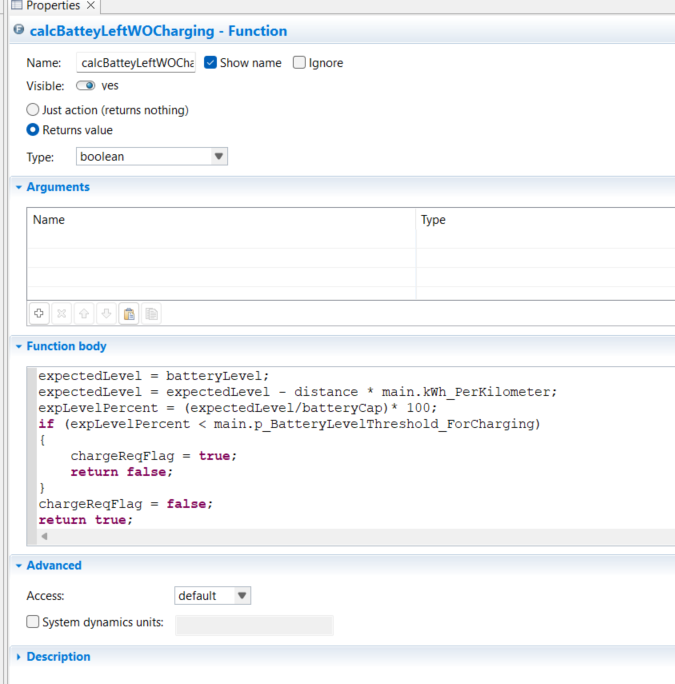 Properties
calcBatteyLeftWOCharging - Function
Name: calcBatteyLeftWOCha Show name Ignore
Visible: yes
Just action (returns nothing)
Returns value
Type: boolean
Arguments
Name Type
Function body
expectedLevel = batteryLevel;
expectedLevel = expectedLevel - distance * main.kWh_PerKilometer;
expLevelPercent = (expectedLevel/batteryCap)* 100;
if (expLevelPercent < main.p_BatteryLevelThreshold_ForCharging)
{
    chargeReqFlag = true;
    return false;
}
chargeReqFlag = false;
return true;
Advanced
Access: default
System dynamics units:
Description